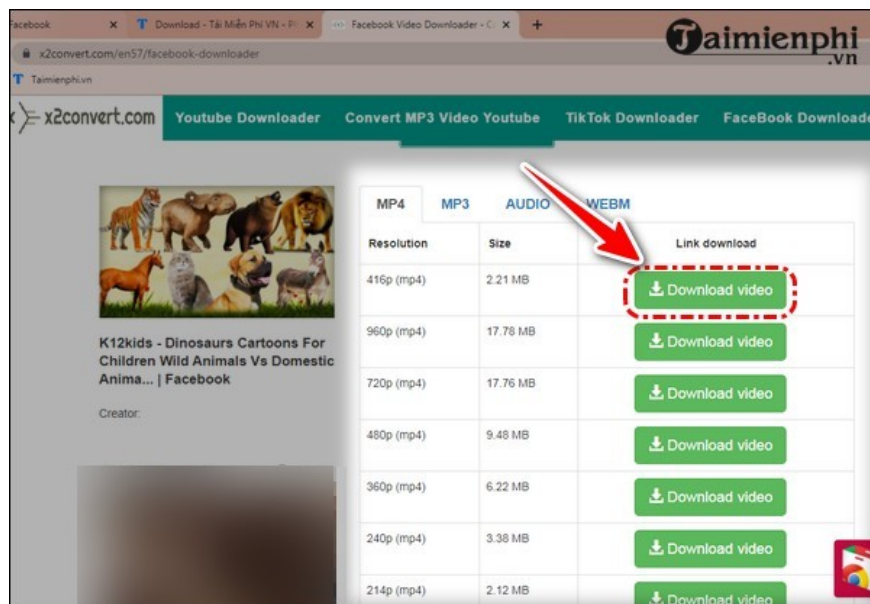 Facebook
Download - Tải Miễn Phí VN - Ph
Facebook Video Downloader - C
Taimienphi
.vn
x2convert.com/en57/facebook-downloader
Taimienphi.vn
x2convert.com
Youtube Downloader
Convert MP3 Video Youtube
TikTok Downloader
FaceBook Downloade
MP4 MP3 AUDIO WEBM
Resolution Size Link download
416p (mp4) 2.21 MB Download video
960p (mp4) 17.78 MB Download video
720p (mp4) 17.76 MB Download video
480p (mp4) 9.48 MB Download video
360p (mp4) 6.22 MB Download video
240p (mp4) 3.38 MB Download video
214p (mp4) 2.12 MB Download video
K12kids - Dinosaurs Cartoons For
Children Wild Animals Vs Domestic
Anima... | Facebook
Creator: